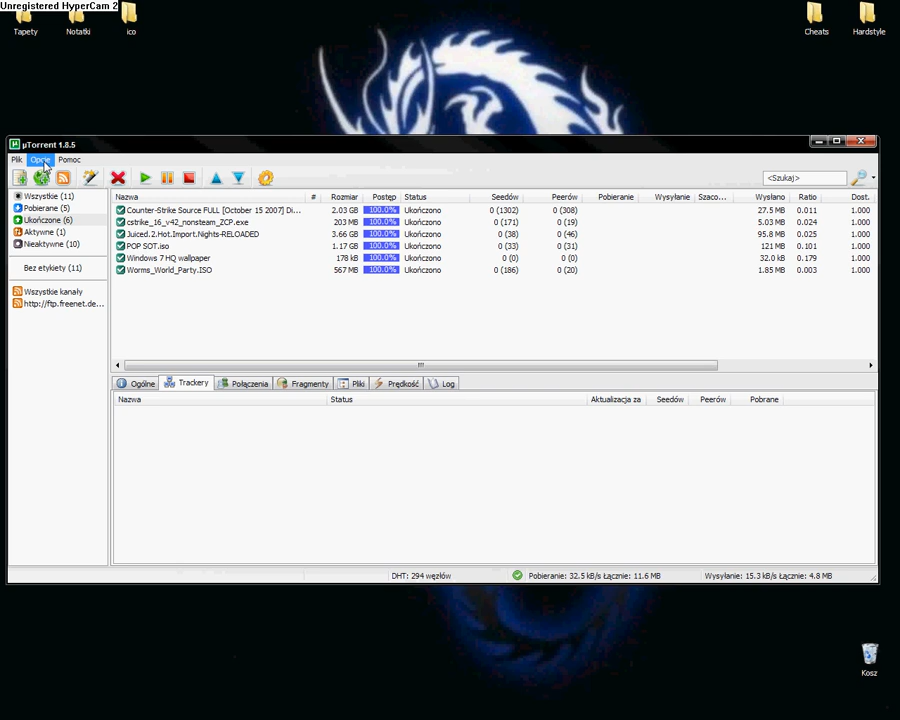 Unregistered HyperCam 2
Tapety
Notatki
ico
Cheats
Hardstyle
µTorrent 1.8.5
Plik Opcje Pomoc
<Szukaj>
Wszystkie (11)
Pobierane (5)
Ukończone (6)
Aktywne (1)
Nieaktywne (10)
Bez etykiety (11)
Wszystkie kanały
http://ftp.freenet.de...
Nazwa # Rozmiar Postęp Status Seedów Peerów Pobieranie Wysyłanie Szaco... Wysłano Ratio Dost.
Counter-Strike Source FULL [October 15 2007] Di... 2.03 GB 100.0% Ukończono 0 (1302) 0 (308) 27.5 MB 0.011 1.000
cstrike_16_v42_nonsteam_ZCP.exe 203 MB 100.0% Ukończono 0 (171) 0 (19) 5.03 MB 0.024 1.000
Juiced.2.Hot.Import.Nights-RELOADED 3.66 GB 100.0% Ukończono 0 (38) 0 (46) 95.8 MB 0.025 1.000
POP SOT.iso 1.17 GB 100.0% Ukończono 0 (33) 0 (31) 121 MB 0.101 1.000
Windows 7 HQ wallpaper 178 kB 100.0% Ukończono 0 (0) 0 (0) 32.0 kB 0.179 1.000
Worms_World_Party.ISO 567 MB 100.0% Ukończono 0 (186) 0 (20) 1.85 MB 0.003 1.000
Ogólne Trackery Połączenia Fragmenty Pliki Prędkość Log
Nazwa Status Aktualizacja za Seedów Peerów Pobrane
DHT: 294 węzłów Pobieranie: 32.5 kB/s Łącznie: 11.6 MB Wysyłanie: 15.3 kB/s Łącznie: 4.8 MB
Kosz